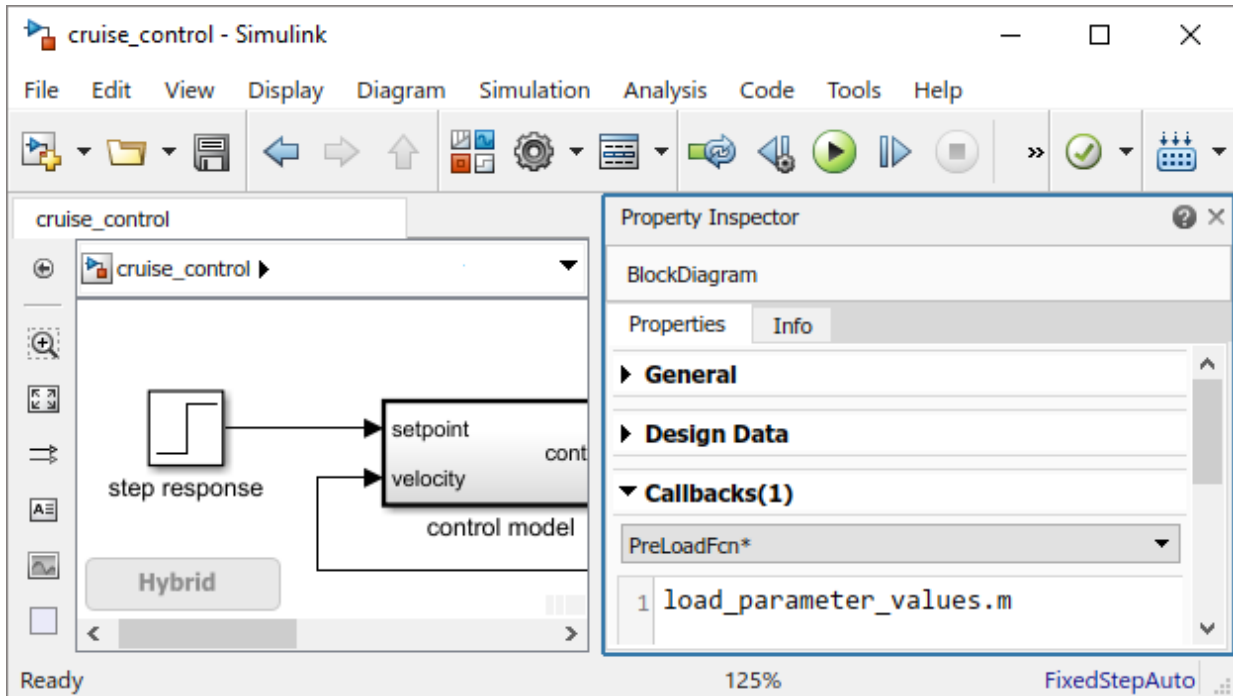 cruise_control - Simulink
File Edit View Display Diagram Simulation Analysis Code Tools Help
cruise_control
cruise_control
step response
setpoint
velocity
cont
control model
Hybrid
Property Inspector
BlockDiagram
Properties Info
General
Design Data
Callbacks(1)
PreLoadFcn*
1 load_parameter_values.m
Ready 125% FixedStepAuto